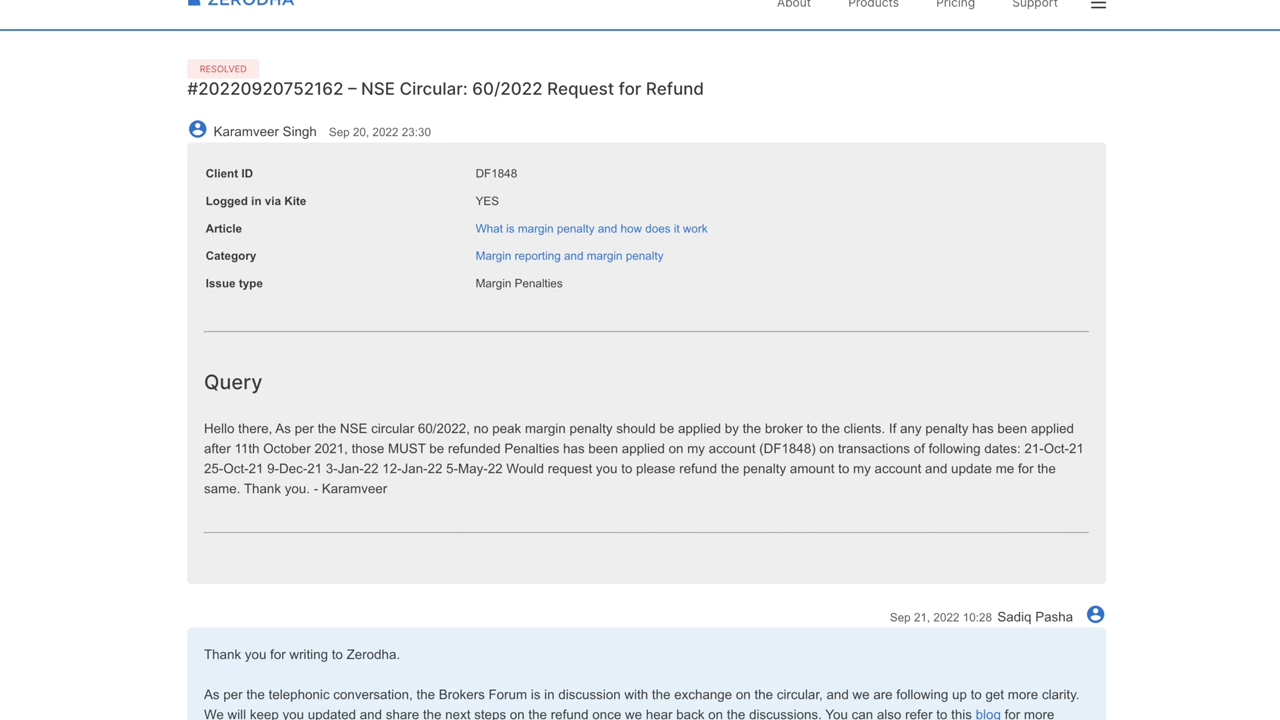 ZERODHA
About Products Pricing Support
RESOLVED
#20220920752162 – NSE Circular: 60/2022 Request for Refund
Karamveer Singh Sep 20, 2022 23:30
Client ID DF1848
Logged in via Kite YES
Article What is margin penalty and how does it work
Category Margin reporting and margin penalty
Issue type Margin Penalties
Query
Hello there, As per the NSE circular 60/2022, no peak margin penalty should be applied by the broker to the clients. If any penalty has been applied
after 11th October 2021, those MUST be refunded Penalties has been applied on my account (DF1848) on transactions of following dates: 21-Oct-21
25-Oct-21 9-Dec-21 3-Jan-22 12-Jan-22 5-May-22 Would request you to please refund the penalty amount to my account and update me for the
same. Thank you. - Karamveer
Sep 21, 2022 10:28 Sadiq Pasha
Thank you for writing to Zerodha.
As per the telephonic conversation, the Brokers Forum is in discussion with the exchange on the circular, and we are following up to get more clarity.
We will keep you updated and share the next steps on the refund once we hear back on the discussions. You can also refer to this blog for more